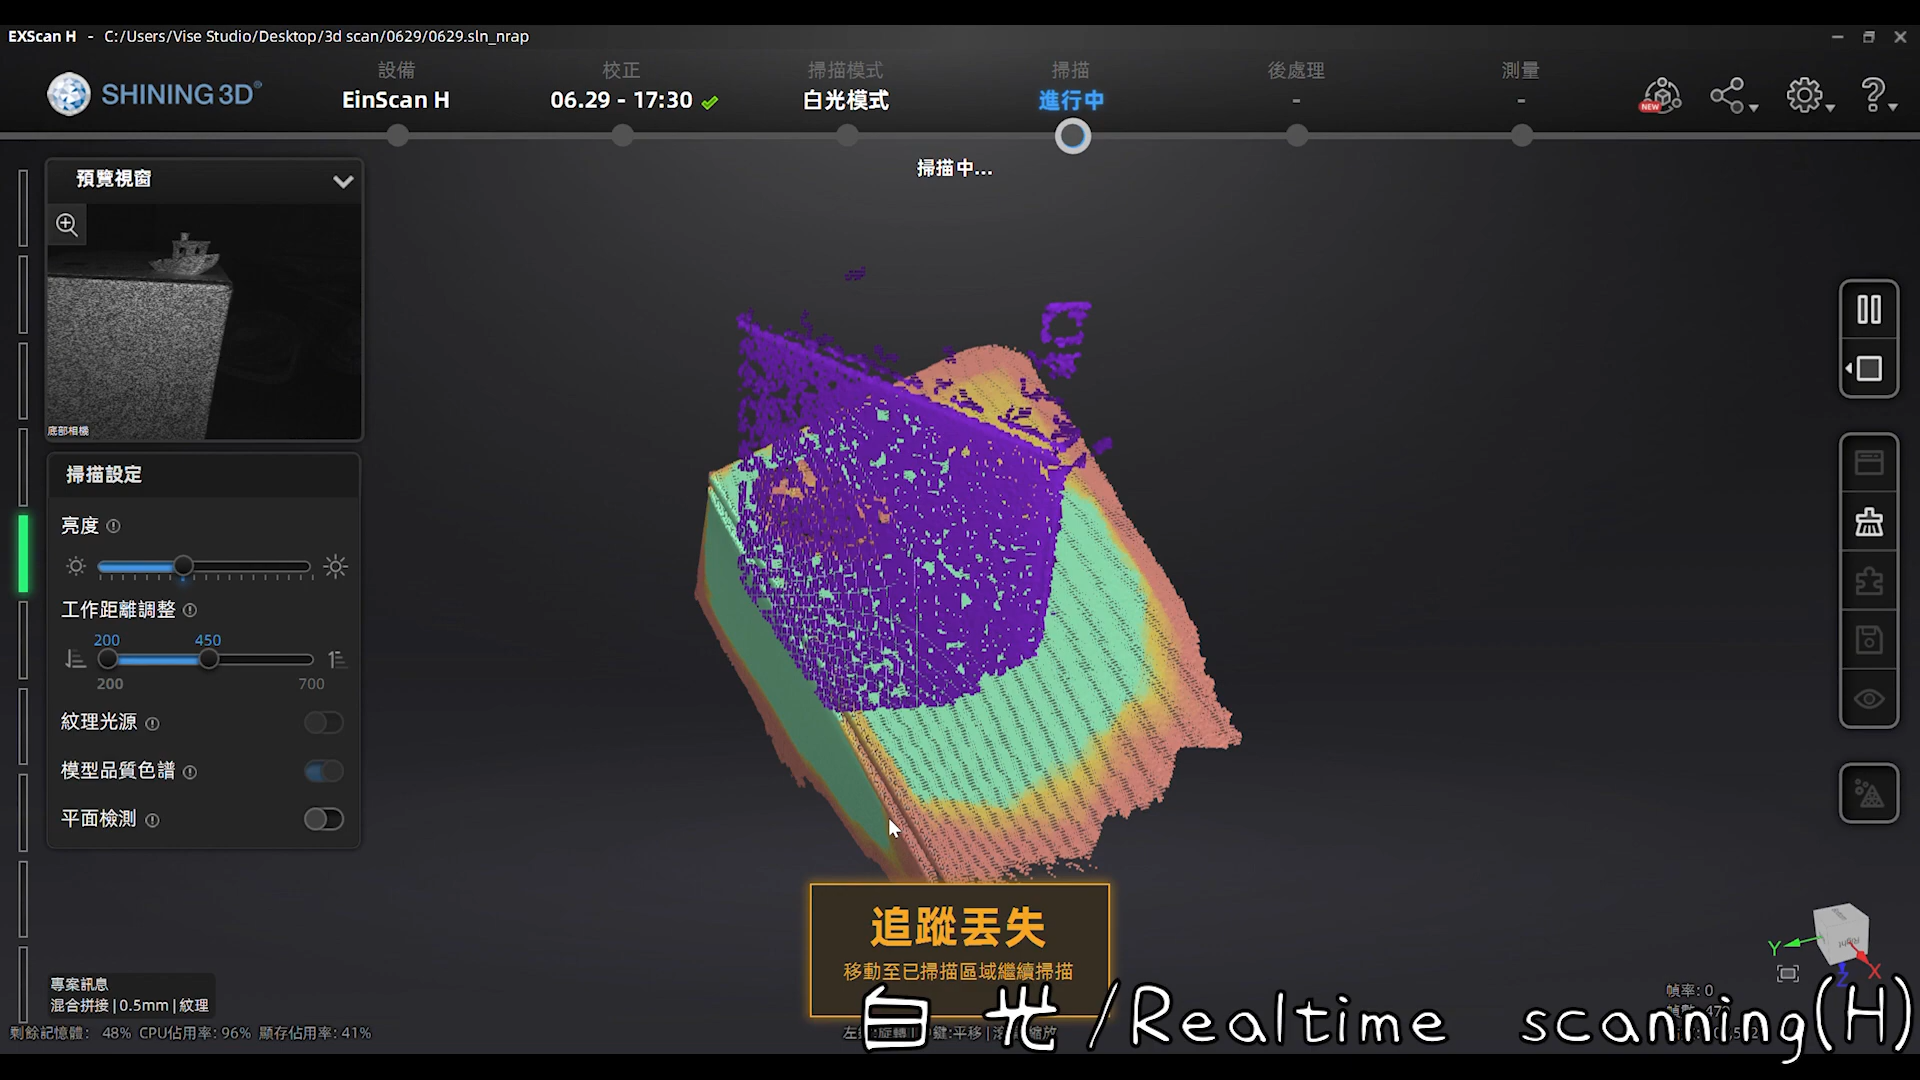 EXScan H - C:/Users/Vise Studio/Desktop/3d scan/0629/0629.sln_nrap
SHINING 3D®
設備
EinScan H
校正
06.29 - 17:30
掃描模式
白光模式
掃描
進行中
後處理
-
測量
-
NEW
掃描中...
預覽視窗
底部相機
掃描設定
亮度
工作距離調整
200 450
200 700
紋理光源
模型品質色譜
平面檢測
追蹤丟失
移動至已掃描區域繼續掃描
Right
Y
X
Z
專案訊息
混合拼接 | 0.5mm | 紋理
剩餘記憶體: 48% CPU佔用率: 96% 顯存佔用率: 41%
幀率: 0
白光/Realtime scanning(H)